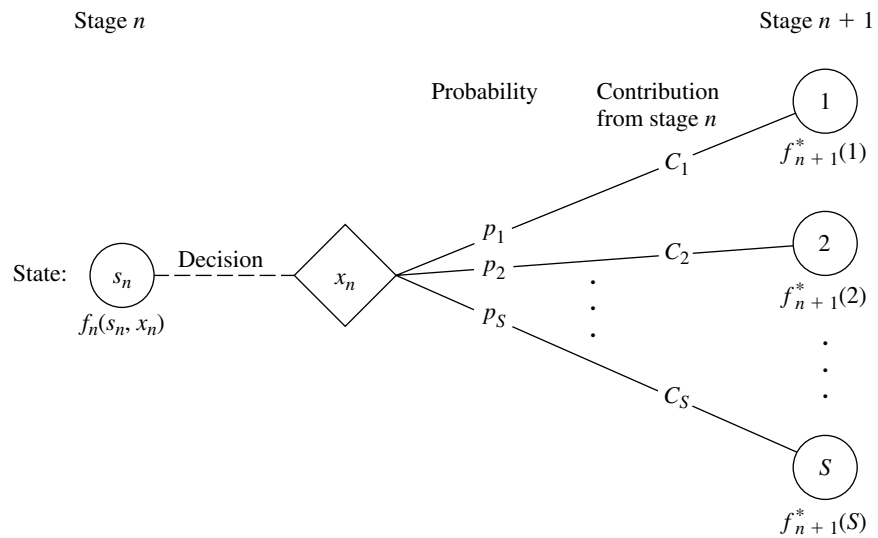 Stage n Stage n + 1
Probability Contribution
from stage n
1
f*n + 1(1)
C1
p1
2
f*n + 1(2)
C2
p2
State: sn Decision xn
fn(sn, xn)
pS
CS
S
f*n + 1(S)